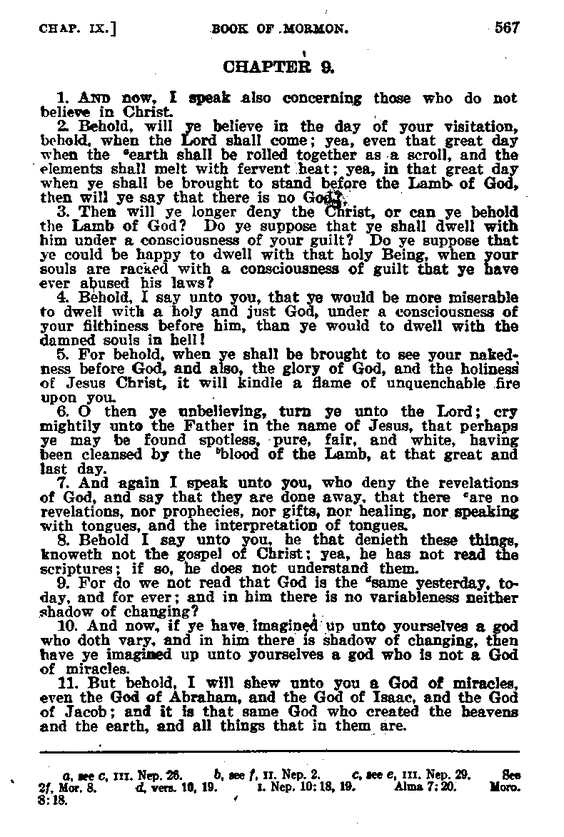 CHAP. IX.] BOOK OF MORMON. 567
CHAPTER 9.
1. AND now, I speak also concerning those who do not
believe in Christ.
2. Behold, will ye believe in the day of your visitation,
behold, when the Lord shall come; yea, even that great day
when the ᵃearth shall be rolled together as a scroll, and the
elements shall melt with fervent heat; yea, in that great day
when ye shall be brought to stand before the Lamb of God,
then will ye say that there is no God?
3. Then will ye longer deny the Christ, or can ye behold
the Lamb of God? Do ye suppose that ye shall dwell with
him under a consciousness of your guilt? Do ye suppose that
ye could be happy to dwell with that holy Being, when your
souls are racked with a consciousness of guilt that ye have
ever abused his laws?
4. Behold, I say unto you, that ye would be more miserable
to dwell with a holy and just God, under a consciousness of
your filthiness before him, than ye would to dwell with the
damned souls in hell!
5. For behold, when ye shall be brought to see your naked-
ness before God, and also, the glory of God, and the holiness
of Jesus Christ, it will kindle a flame of unquenchable fire
upon you.
6. O then ye unbelieving, turn ye unto the Lord; cry
mightily unto the Father in the name of Jesus, that perhaps
ye may be found spotless, pure, fair, and white, having
been cleansed by the ᵇblood of the Lamb, at that great and
last day.
7. And again I speak unto you, who deny the revelations
of God, and say that they are done away, that there ᶜare no
revelations, nor prophecies, nor gifts, nor healing, nor speaking
with tongues, and the interpretation of tongues.
8. Behold I say unto you, he that denieth these things,
knoweth not the gospel of Christ; yea, he has not read the
scriptures; if so, he does not understand them.
9. For do we not read that God is the ᵈsame yesterday, to-
day, and for ever; and in him there is no variableness neither
shadow of changing?
10. And now, if ye have imagined up unto yourselves a god
who doth vary, and in him there is shadow of changing, then
have ye imagined up unto yourselves a god who is not a God
of miracles.
11. But behold, I will shew unto you a God of miracles,
even the God of Abraham, and the God of Isaac, and the God
of Jacob; and it is that same God who created the heavens
and the earth, and all things that in them are.
a, see c, III. Nep. 26. b, see f, II. Nep. 2. c, see e, III. Nep. 29. See
2f, Mor. 8. d, vers. 10, 19. I. Nep. 10: 18, 19. Alma 7: 20. Moro.
8: 18.